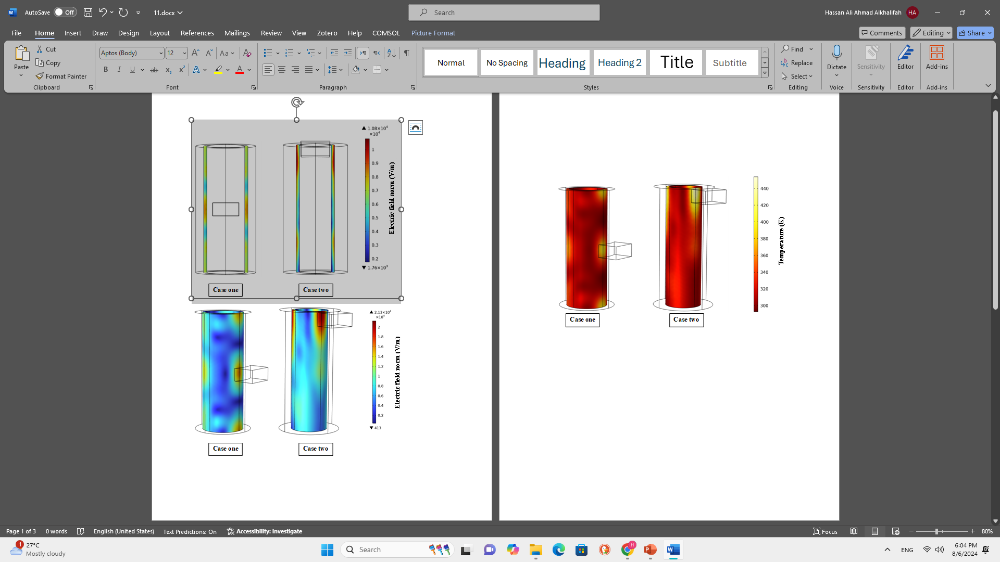 AutoSave Off 11.docx Search Hassan Ali Ahmad Alkhalifah HA
File Home Insert Draw Design Layout References Mailings Review View Zotero Help COMSOL Picture Format Comments Editing Share
Paste
Cut
Copy
Format Painter
Clipboard
Aptos (Body) 12
Font
Paragraph
Normal
No Spacing
Heading
Heading 2
Title
Subtitle
Styles
Find
Replace
Select
Editing
Dictate
Voice
Sensitivity
Sensitivity
Editor
Editor
Add-ins
Add-ins
▲ 1.08×10⁴
×10⁴
1
0.9
0.8
0.7
0.6
0.5
0.4
0.3
0.2
▼ 1.76×10³
Electric field norm (V/m)
Case one
Case two
▲ 2.13×10⁴
×10⁴
2
1.8
1.6
1.4
1.2
1
0.8
0.6
0.4
0.2
▼ 413
Electric field norm (V/m)
Case one
Case two
440
420
400
380
360
340
320
300
Temperature (K)
Case one
Case two
Page 1 of 3 0 words English (United States) Text Predictions: On Accessibility: Investigate Focus 80%
1
27°C
Mostly cloudy
Search
H
ENG
6:04 PM
8/6/2024